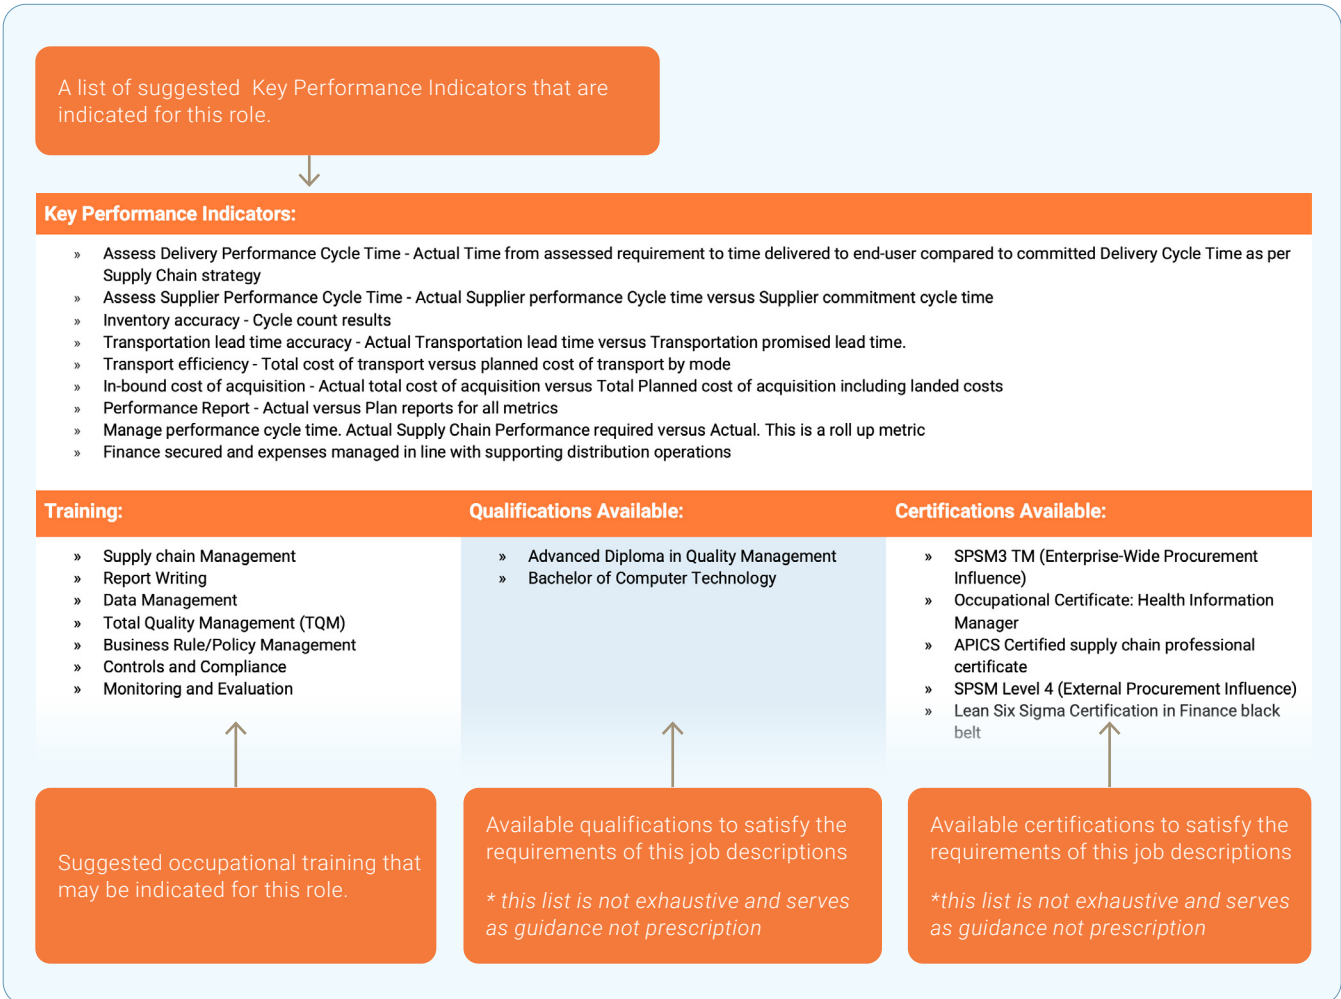 A list of suggested  Key Performance Indicators that are
indicated for this role.
Key Performance Indicators:
» Assess Delivery Performance Cycle Time - Actual Time from assessed requirement to time delivered to end-user compared to committed Delivery Cycle Time as per
Supply Chain strategy
» Assess Supplier Performance Cycle Time - Actual Supplier performance Cycle time versus Supplier commitment cycle time
» Inventory accuracy - Cycle count results
» Transportation lead time accuracy - Actual Transportation lead time versus Transportation promised lead time.
» Transport efficiency - Total cost of transport versus planned cost of transport by mode
» In-bound cost of acquisition - Actual total cost of acquisition versus Total Planned cost of acquisition including landed costs
» Performance Report - Actual versus Plan reports for all metrics
» Manage performance cycle time. Actual Supply Chain Performance required versus Actual. This is a roll up metric
» Finance secured and expenses managed in line with supporting distribution operations
Training:
» Supply chain Management
» Report Writing
» Data Management
» Total Quality Management (TQM)
» Business Rule/Policy Management
» Controls and Compliance
» Monitoring and Evaluation
Qualifications Available:
» Advanced Diploma in Quality Management
» Bachelor of Computer Technology
Certifications Available:
» SPSM3 TM (Enterprise-Wide Procurement
Influence)
» Occupational Certificate: Health Information
Manager
» APICS Certified supply chain professional
certificate
» SPSM Level 4 (External Procurement Influence)
» Lean Six Sigma Certification in Finance black
belt
Suggested occupational training that
may be indicated for this role.
Available qualifications to satisfy the
requirements of this job descriptions
* this list is not exhaustive and serves
as guidance not prescription
Available certifications to satisfy the
requirements of this job descriptions
*this list is not exhaustive and serves
as guidance not prescription